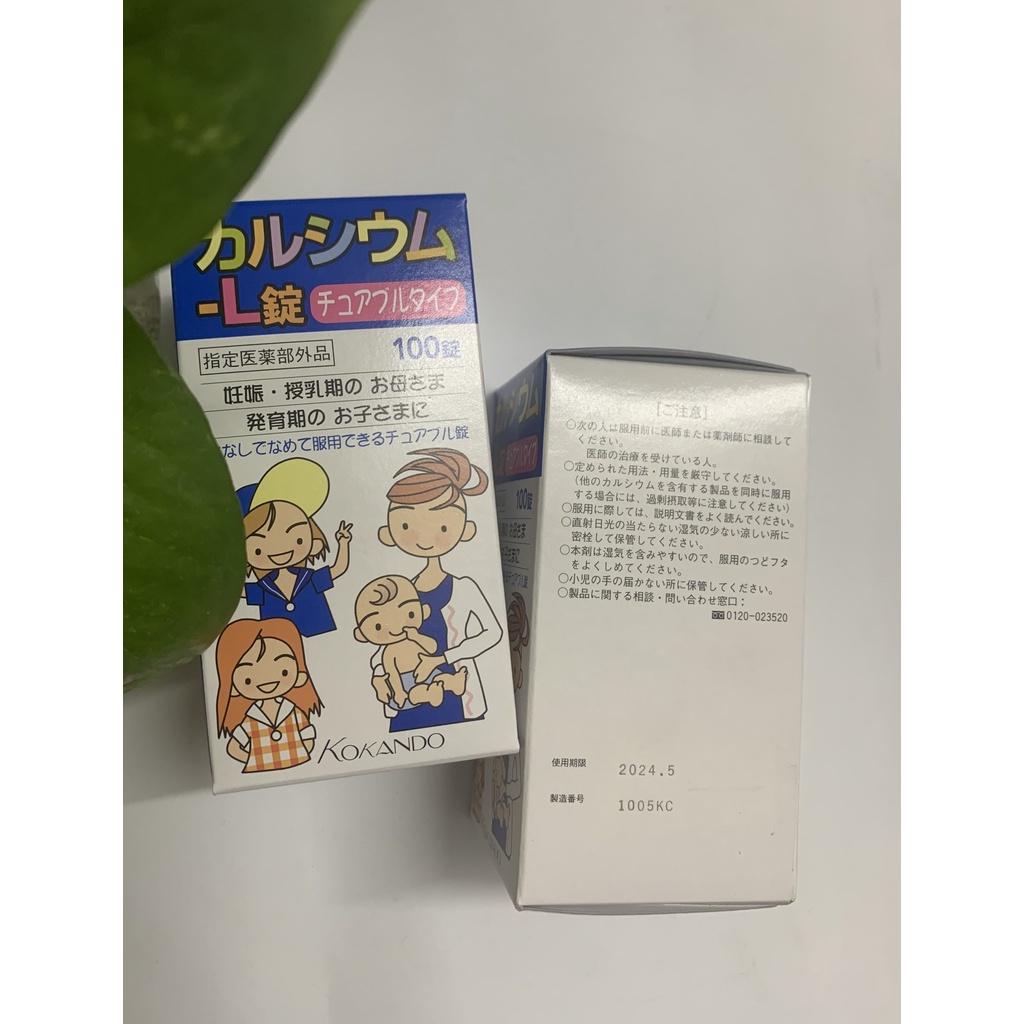 カルシウム
-L錠 チュアブルタイプ
指定医薬部外品 100錠
妊娠・授乳期の お母さま
発育期の お子さまに
なしでなめて服用できるチュアブル錠
KOKANDO
カルシウム
100錠
[ご注意]
○次の人は服用前に医師または薬剤師に相談して
ください。
医師の治療を受けている人。
○定められた用法・用量を厳守してください。
(他のカルシウムを含有する製品を同時に服用
する場合には、過剰摂取等に注意してください)
○服用に際しては、説明文書をよく読んでください。
○直射日光の当たらない湿気の少ない涼しい所に
密栓して保管してください。
○本剤は湿気を含みやすいので、服用のつどフタ
をよくしめてください。
○小児の手の届かない所に保管してください。
○製品に関する相談・問い合わせ窓口:
0120-023520
使用期限 2024.5
製造番号 1005KC